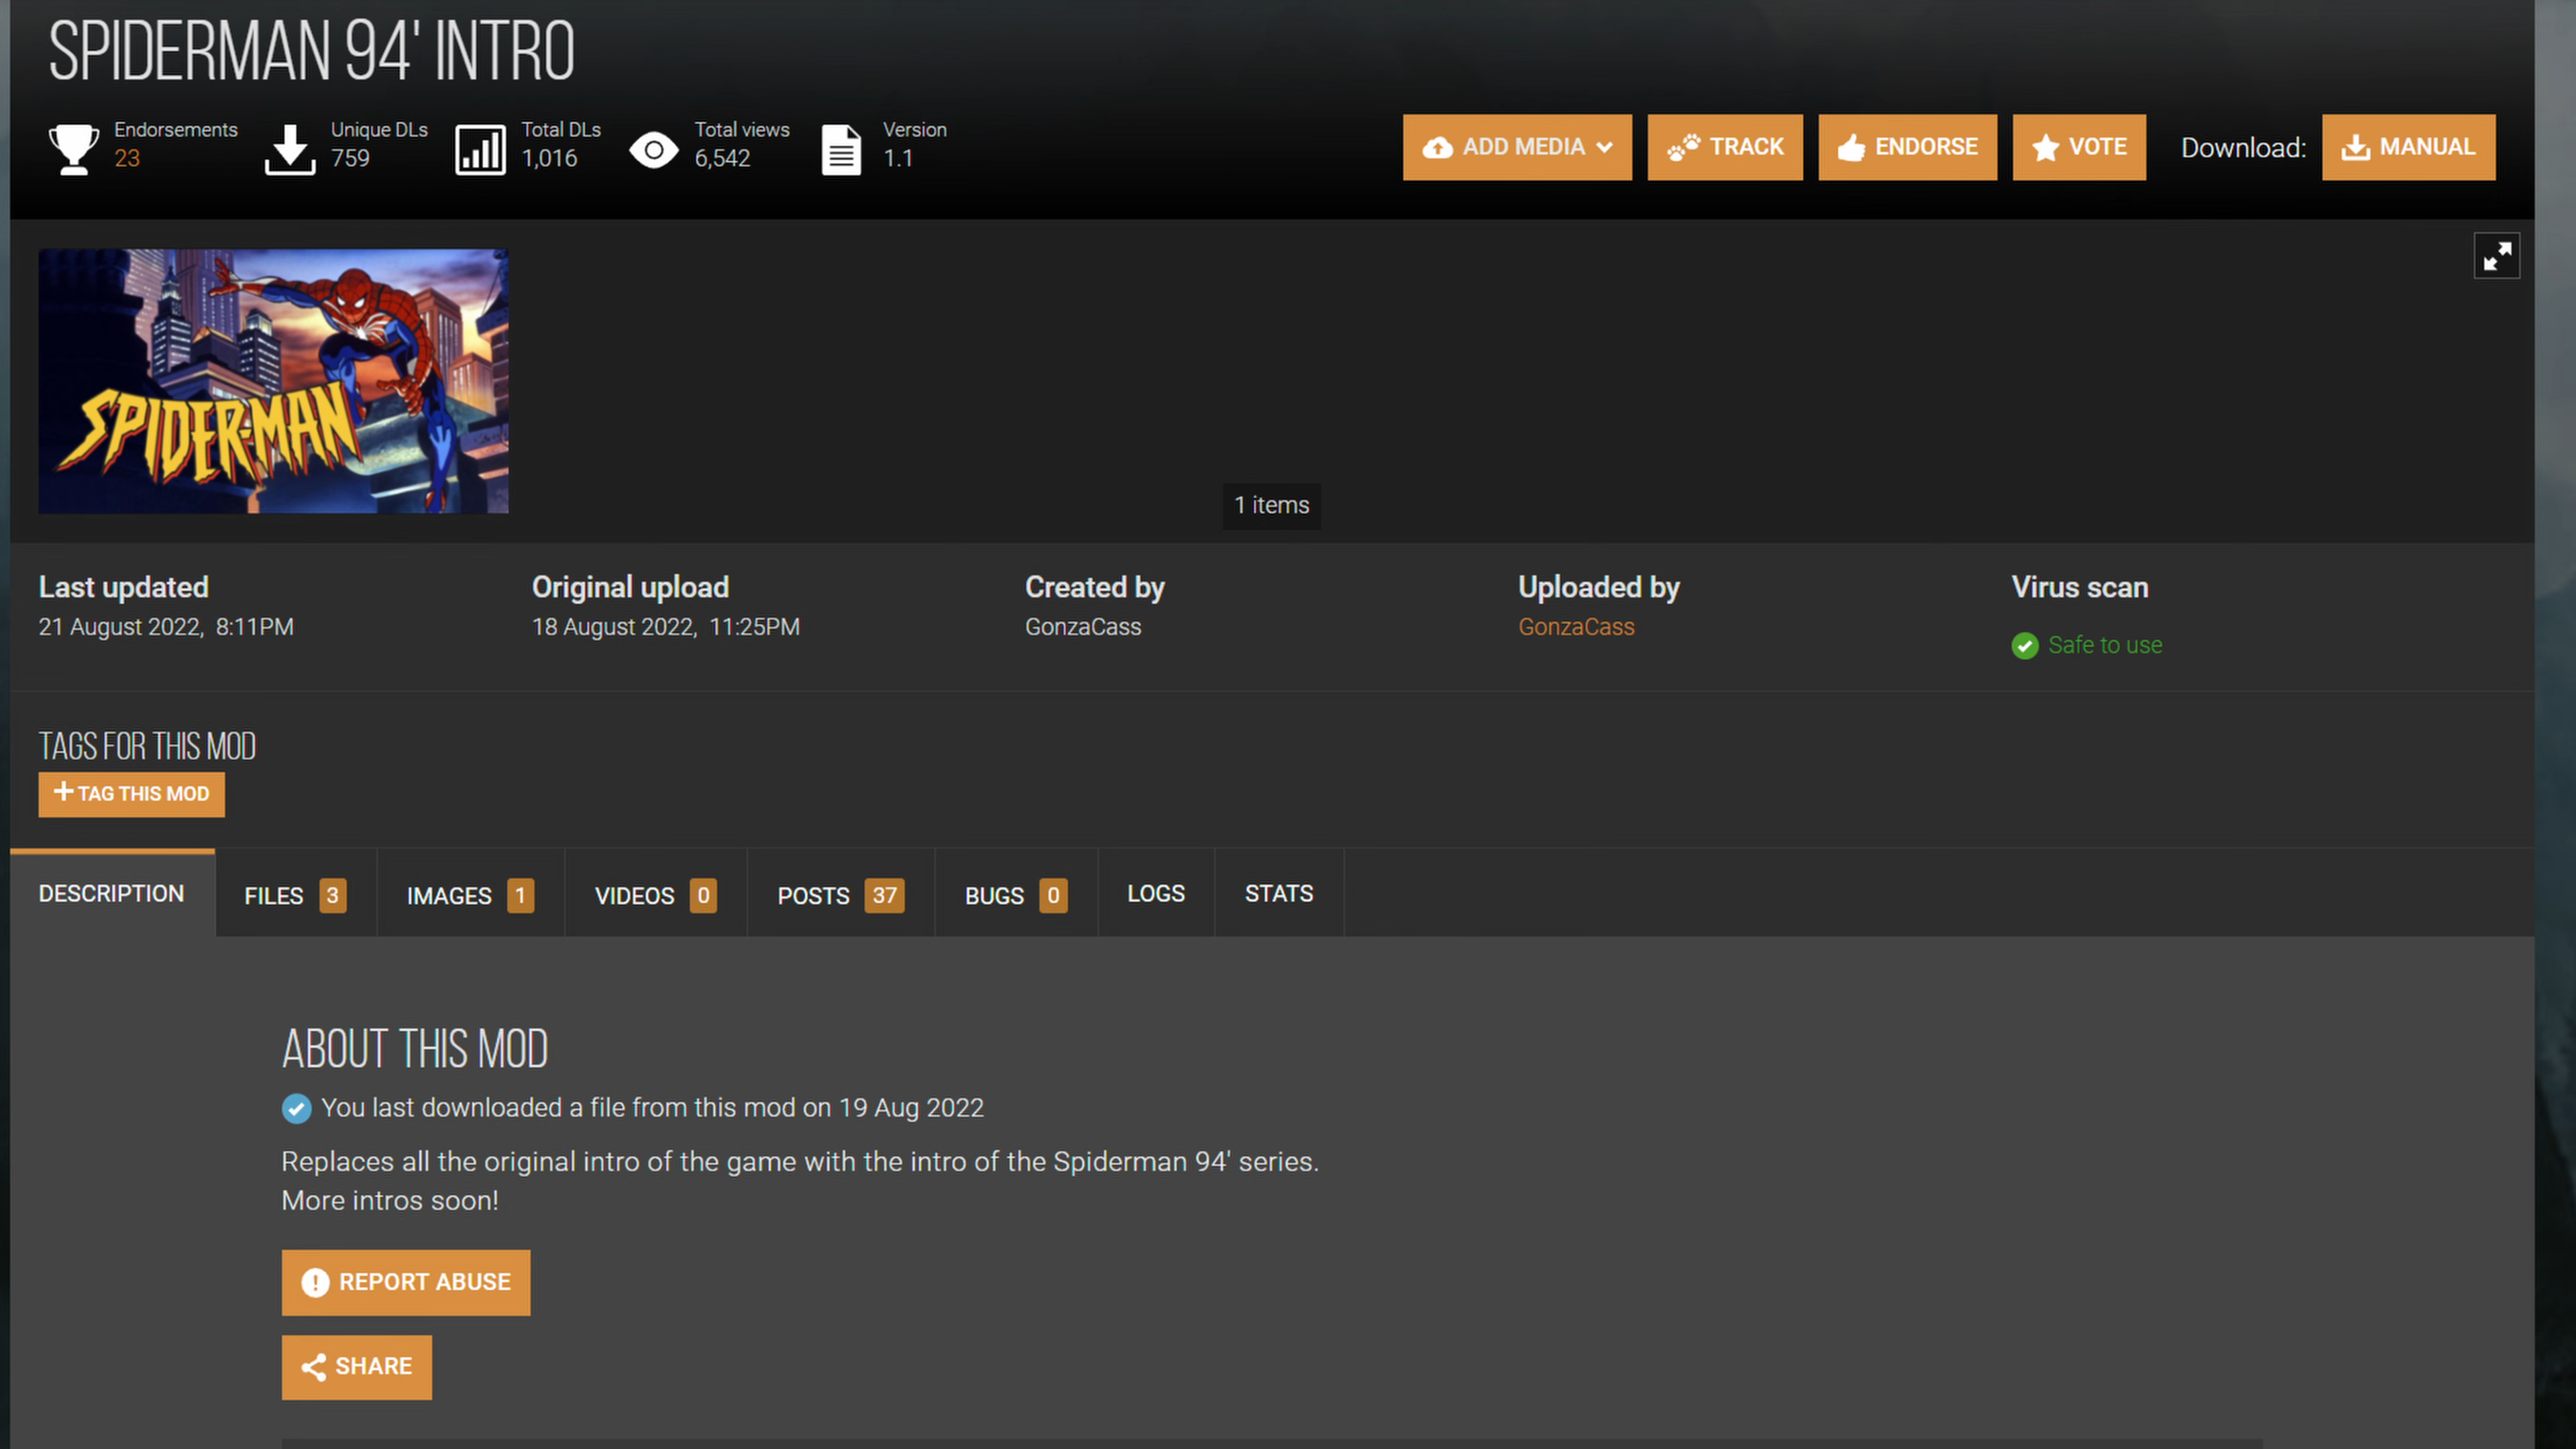 SPIDERMAN 94' INTRO
Endorsements
23
Unique DLs
759
Total DLs
1,016
Total views
6,542
Version
1.1
ADD MEDIA
TRACK
ENDORSE
VOTE
Download:
MANUAL
SPIDER-MAN
1 items
Last updated
21 August 2022, 8:11PM
Original upload
18 August 2022, 11:25PM
Created by
GonzaCass
Uploaded by
GonzaCass
Virus scan
Safe to use
TAGS FOR THIS MOD
+ TAG THIS MOD
DESCRIPTION
FILES 3
IMAGES 1
VIDEOS 0
POSTS 37
BUGS 0
LOGS
STATS
ABOUT THIS MOD
You last downloaded a file from this mod on 19 Aug 2022
Replaces all the original intro of the game with the intro of the Spiderman 94' series.
More intros soon!
REPORT ABUSE
SHARE